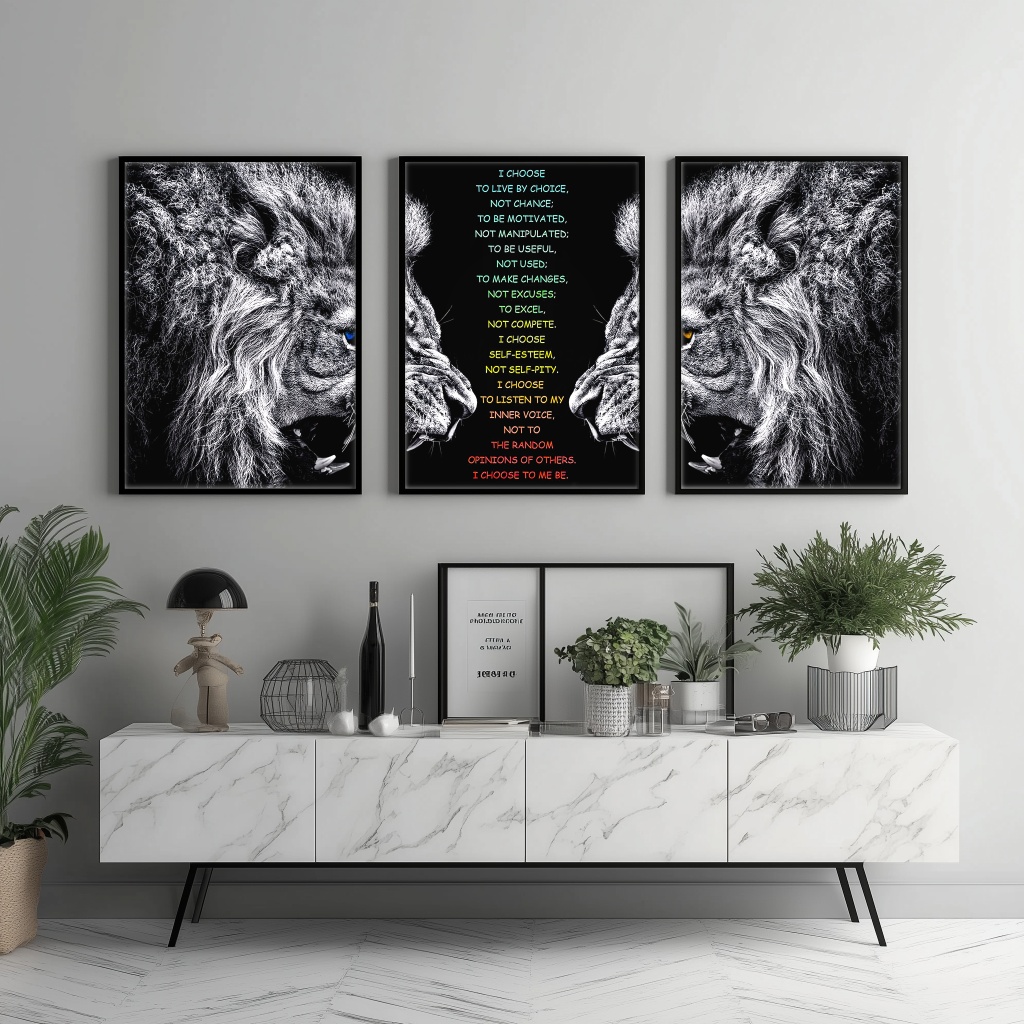 I CHOOSE
TO LIVE BY CHOICE,
NOT CHANCE;
TO BE MOTIVATED,
NOT MANIPULATED;
TO BE USEFUL,
NOT USED;
TO MAKE CHANGES,
NOT EXCUSES;
TO EXCEL,
NOT COMPETE.
I CHOOSE
SELF-ESTEEM,
NOT SELF-PITY.
I CHOOSE
TO LISTEN TO MY
INNER VOICE,
NOT TO
THE RANDOM
OPINIONS OF OTHERS.
I CHOOSE TO ME BE.